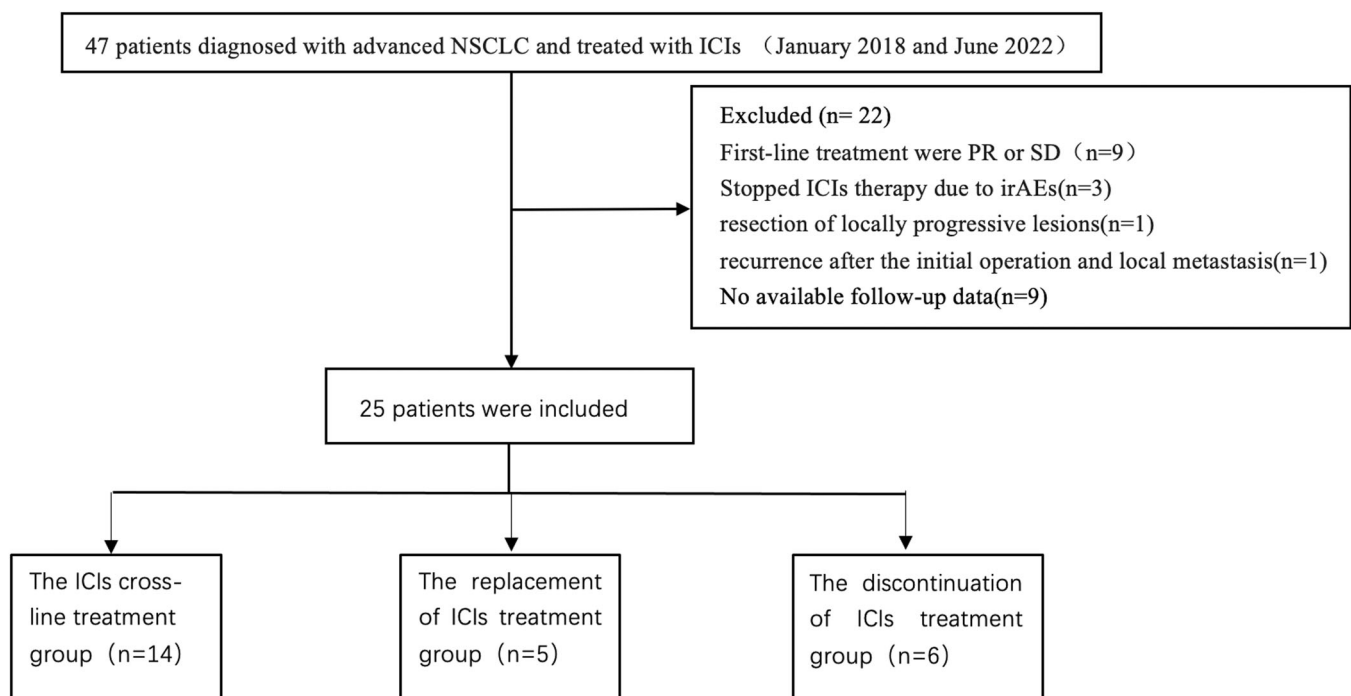 47 patients diagnosed with advanced NSCLC and treated with ICIs （January 2018 and June 2022）
Excluded (n= 22)
First-line treatment were PR or SD（n=9）
Stopped ICIs therapy due to irAEs(n=3)
resection of locally progressive lesions(n=1)
recurrence after the initial operation and local metastasis(n=1)
No available follow-up data(n=9)
25 patients were included
The ICIs cross-
line treatment
group（n=14）
The replacement
of ICIs treatment
group（n=5）
The discontinuation
of ICIs treatment
group（n=6）